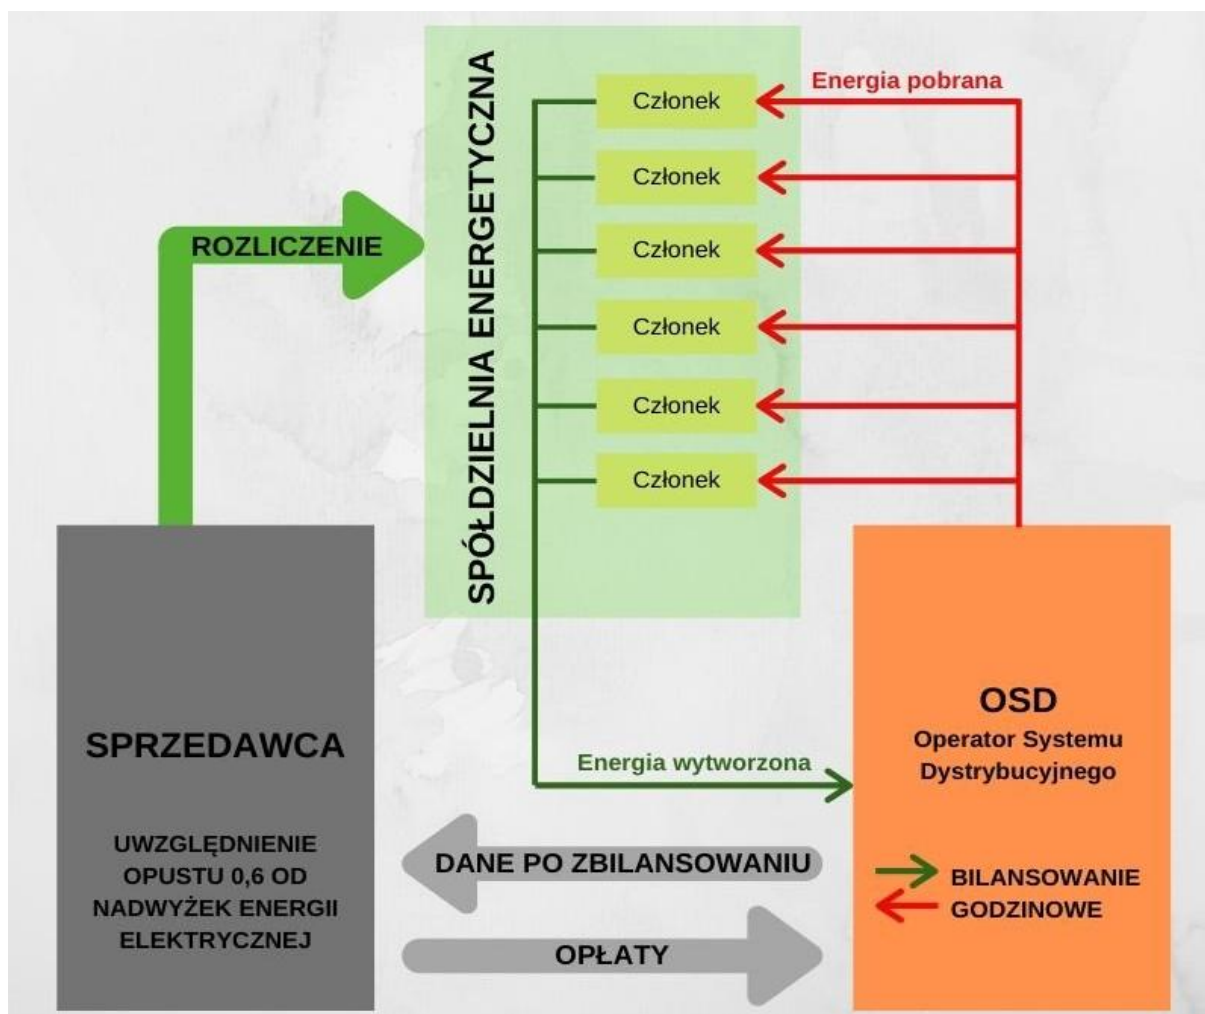 SPÓŁDZIELNIA ENERGETYCZNA
Energia pobrana
Członek
Członek
Członek
Członek
Członek
Członek
ROZLICZENIE
SPRZEDAWCA
UWZGLĘDNIENIE
OPUSTU 0,6 OD
NADWYŻEK ENERGII
ELEKTRYCZNEJ
Energia wytworzona
DANE PO ZBILANSOWANIU
OPŁATY
OSD
Operator Systemu
Dystrybucyjnego
BILANSOWANIE
GODZINOWE